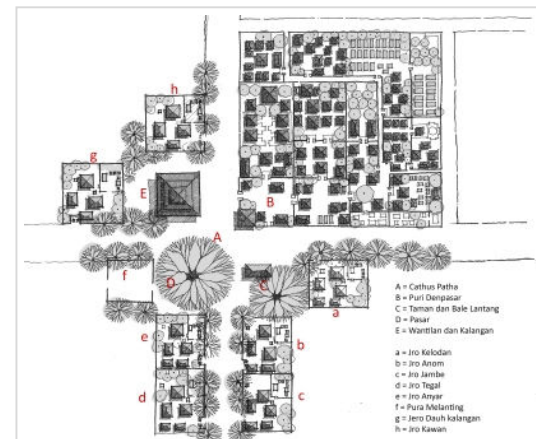 h
g
E
B
A
f
D
C
a
e
b
d
c
A = Cathus Patha
B = Puri Denpasar
C = Taman dan Bale Lantang
D = Pasar
E = Wantilan dan Kalangan
a = Jro Kelodan
b = Jro Anom
c = Jro Jambe
d = Jro Tegal
e = Jro Anyar
f = Pura Melanting
g = Jero Dauh kalangan
h = Jro Kawan